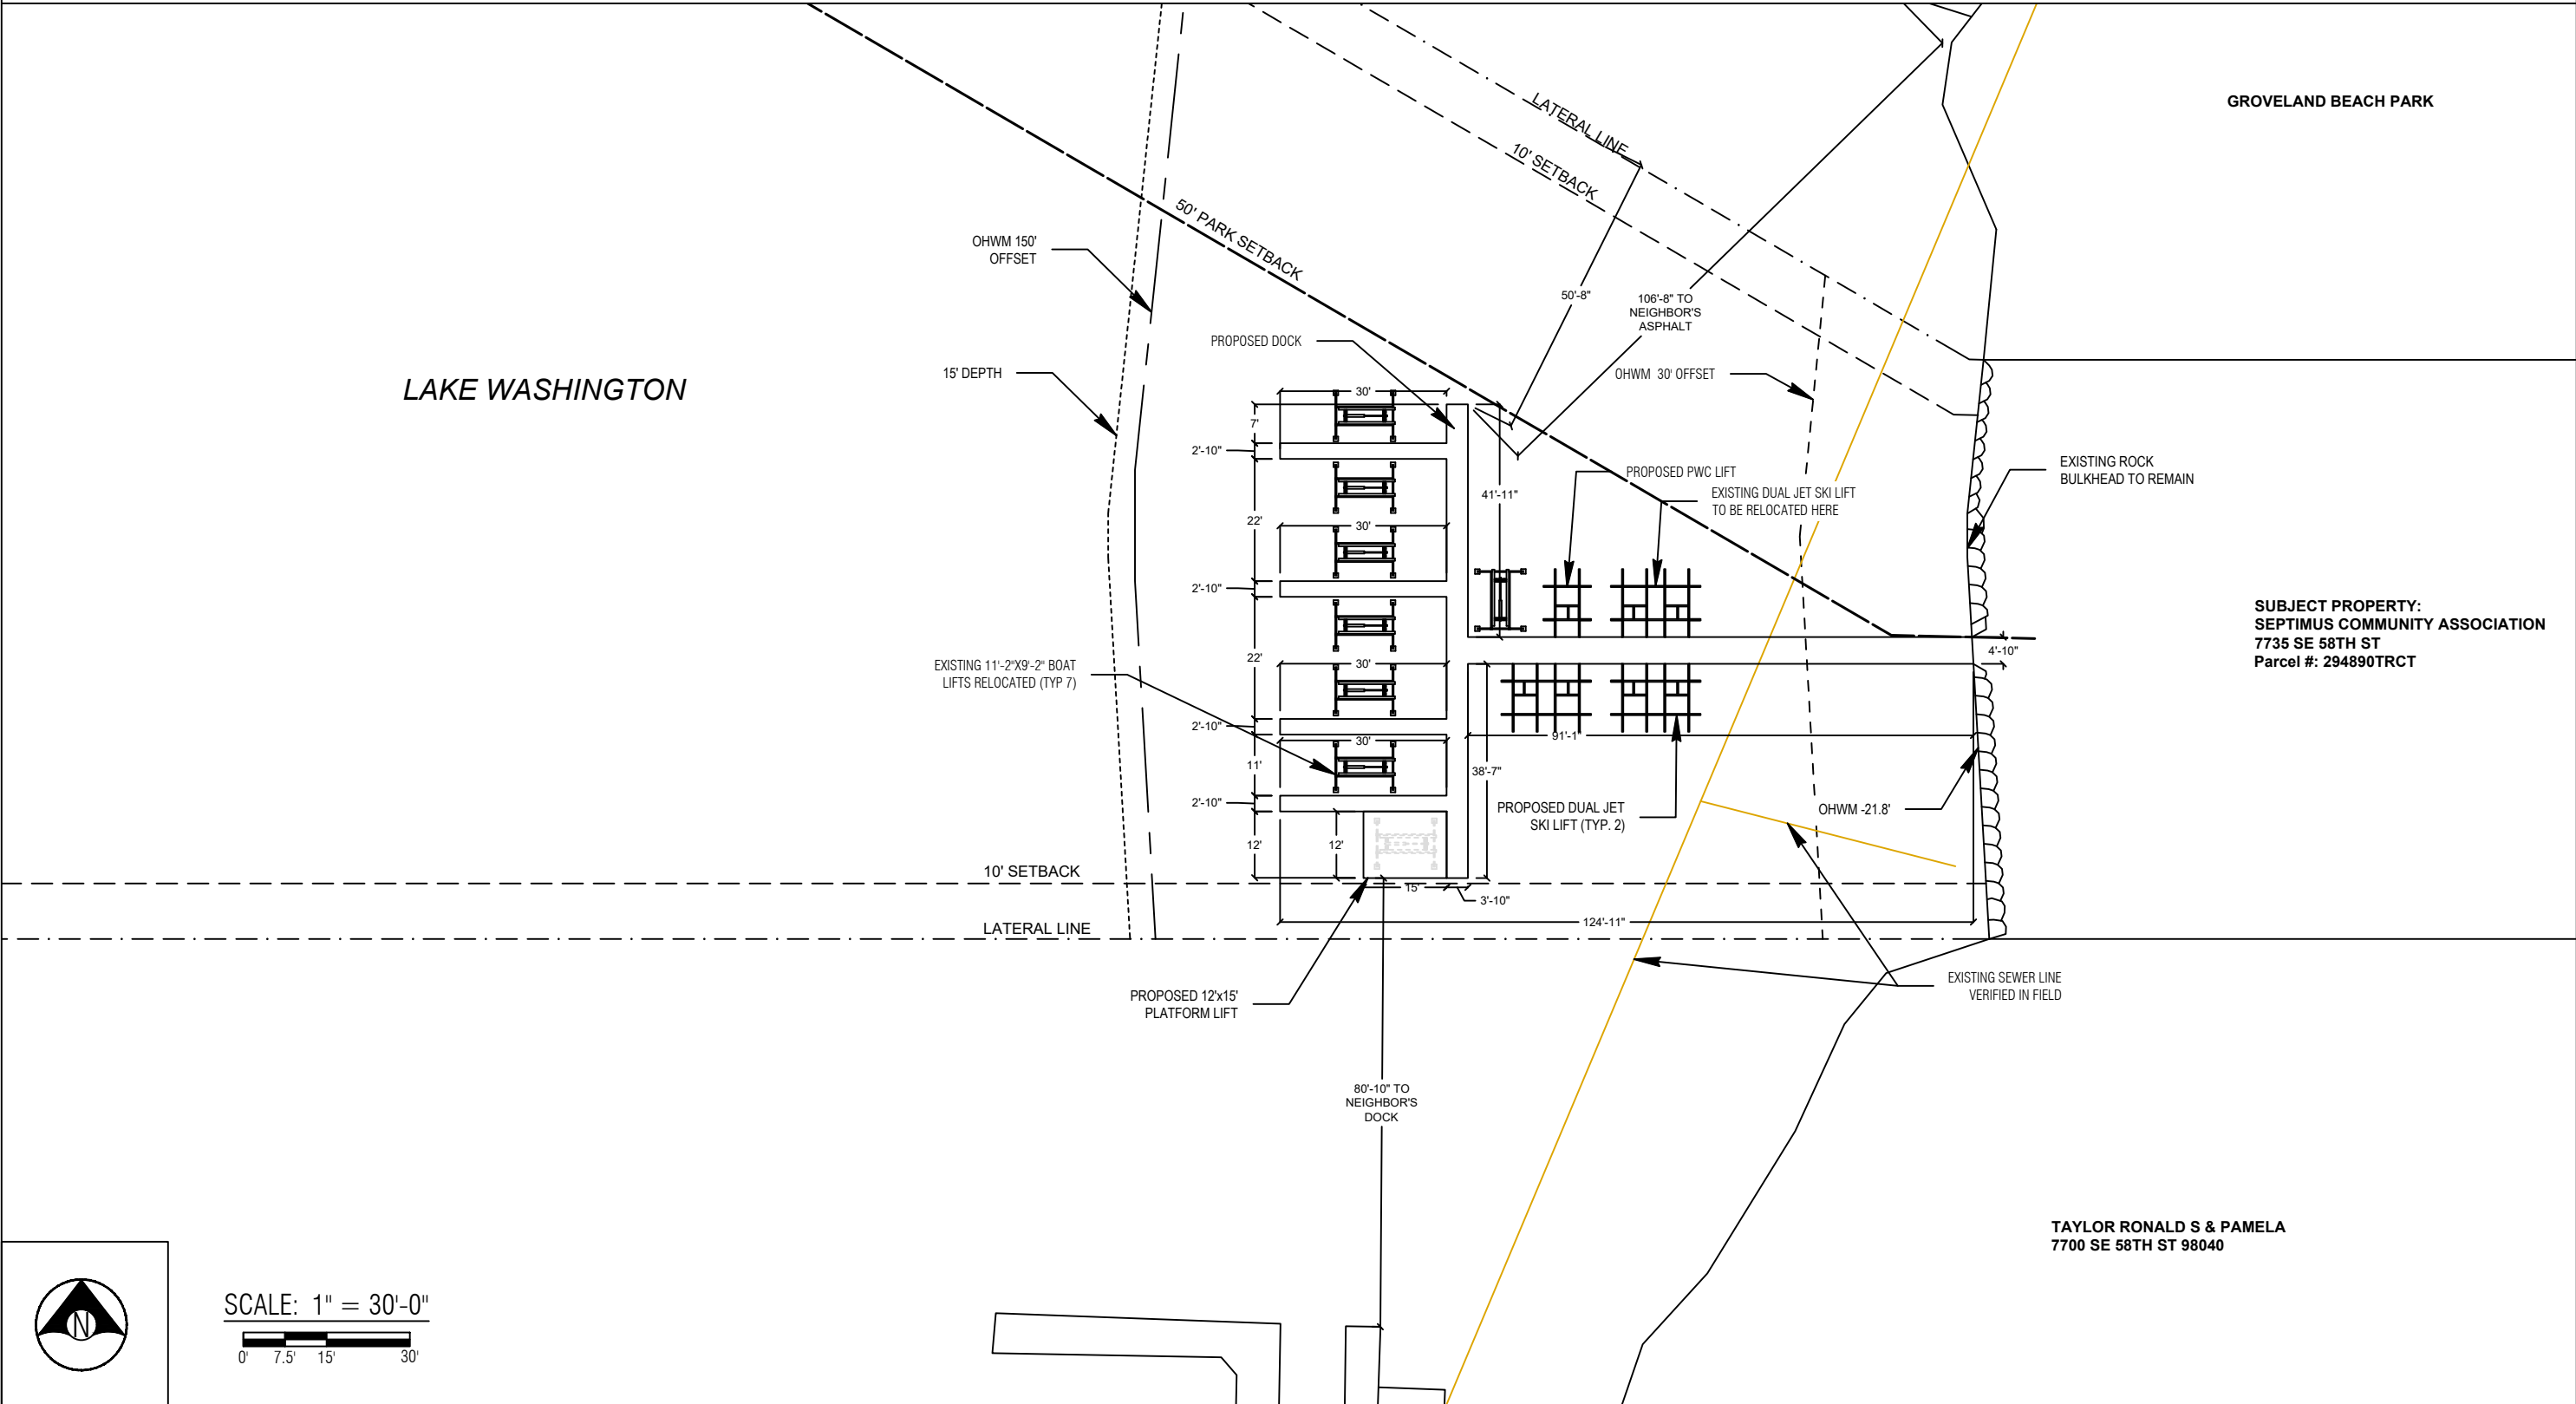 GROVELAND BEACH PARK
LATERAL LINE
10' SETBACK
50' PARK SETBACK
OHWM 150'
OFFSET
50'-8"
106'-8" TO
NEIGHBOR'S
ASPHALT
PROPOSED DOCK
15' DEPTH
OHWM 30' OFFSET
LAKE WASHINGTON
30'
7'
2'-10"
PROPOSED PWC LIFT
EXISTING ROCK
BULKHEAD TO REMAIN
41'-11"
EXISTING DUAL JET SKI LIFT
TO BE RELOCATED HERE
22'
30'
2'-10"
SUBJECT PROPERTY:
SEPTIMUS COMMUNITY ASSOCIATION
7735 SE 58TH ST
Parcel #: 294890TRCT
4'-10"
22'
30'
EXISTING 11'-2"X9'-2" BOAT
LIFTS RELOCATED (TYP 7)
2'-10"
30'
91'-1"
11'
38'-7"
2'-10"
PROPOSED DUAL JET
SKI LIFT (TYP. 2)
OHWM -21.8'
12'
12'
10' SETBACK
15'
3'-10"
124'-11"
LATERAL LINE
EXISTING SEWER LINE
VERIFIED IN FIELD
PROPOSED 12'x15'
PLATFORM LIFT
80'-10" TO
NEIGHBOR'S
DOCK
TAYLOR RONALD S & PAMELA
7700 SE 58TH ST 98040
N
SCALE: 1" = 30'-0"
0' 7.5' 15' 30'